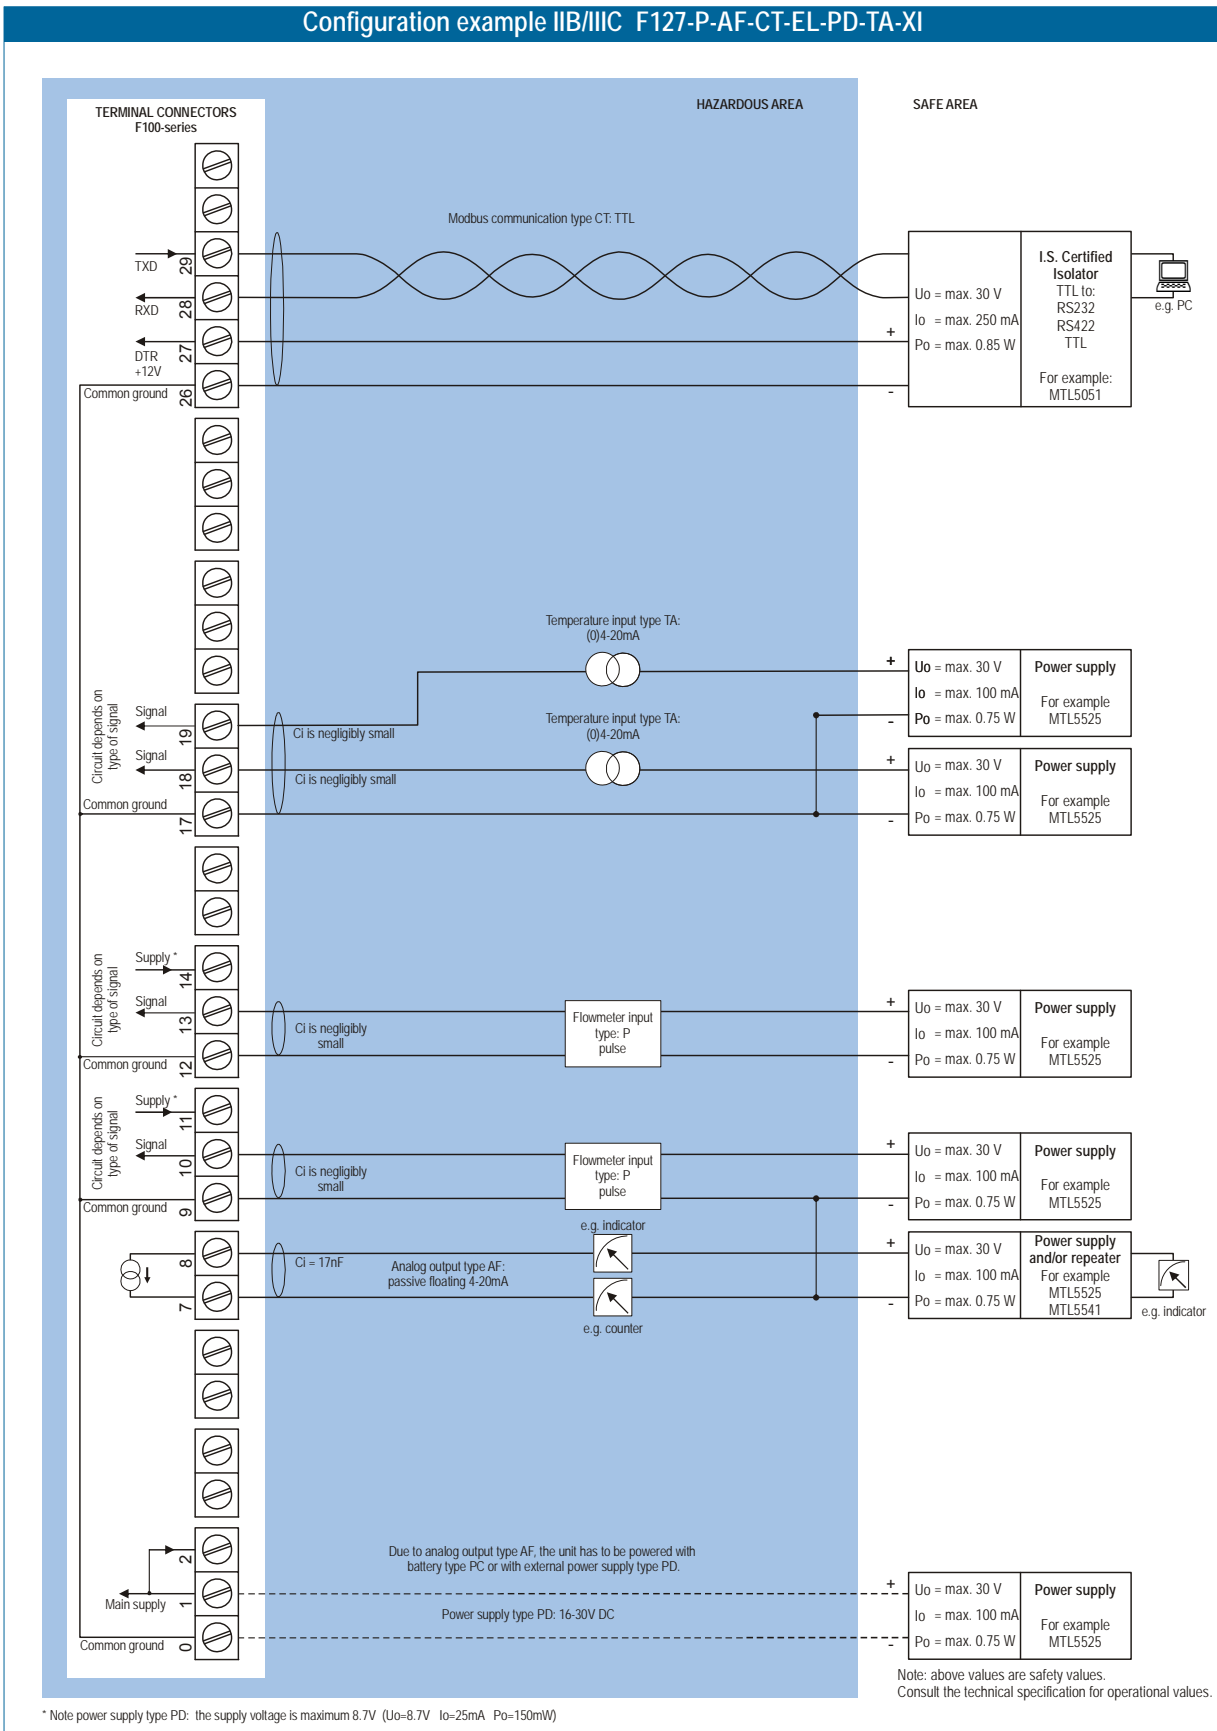 Configuration example IIB/IIIC F127-P-AF-CT-EL-PD-TA-XI
TERMINAL CONNECTORS
F100-series
HAZARDOUS AREA
SAFE AREA
Modbus communication type CT: TTL
TXD
29
RXD
28
DTR
+12V
27
Common ground
26
+
-
Uo = max. 30 V
Io = max. 250 mA
Po = max. 0.85 W
I.S. Certified
Isolator
TTL to:
RS232
RS422
TTL
For example:
MTL5051
e.g. PC
Temperature input type TA:
(0)4-20mA
Circuit depends on
type of signal
Signal
19
Ci is negligibly small
Temperature input type TA:
(0)4-20mA
Signal
18
Ci is negligibly small
Common ground
17
+
-
Uo = max. 30 V
Io = max. 100 mA
Po = max. 0.75 W
Power supply
For example
MTL5525
+
-
Uo = max. 30 V
Io = max. 100 mA
Po = max. 0.75 W
Power supply
For example
MTL5525
Circuit depends on
type of signal
Supply *
14
Signal
13
Common ground
12
Ci is negligibly
small
Flowmeter input
type: P
pulse
+
-
Uo = max. 30 V
Io = max. 100 mA
Po = max. 0.75 W
Power supply
For example
MTL5525
Circuit depends on
type of signal
Supply *
11
Signal
10
Common ground
9
Ci is negligibly
small
Flowmeter input
type: P
pulse
+
-
Uo = max. 30 V
Io = max. 100 mA
Po = max. 0.75 W
Power supply
For example
MTL5525
e.g. indicator
8
7
Ci = 17nF
Analog output type AF:
passive floating 4-20mA
e.g. counter
+
-
Uo = max. 30 V
Io = max. 100 mA
Po = max. 0.75 W
Power supply
and/or repeater
For example
MTL5525
MTL5541
e.g. indicator
2
Due to analog output type AF, the unit has to be powered with
battery type PC or with external power supply type PD.
Main supply
1
Power supply type PD: 16-30V DC
Common ground
0
+
-
Uo = max. 30 V
Io = max. 100 mA
Po = max. 0.75 W
Power supply
For example
MTL5525
Note: above values are safety values.
Consult the technical specification for operational values.
* Note power supply type PD: the supply voltage is maximum 8.7V (Uo=8.7V Io=25mA Po=150mW)